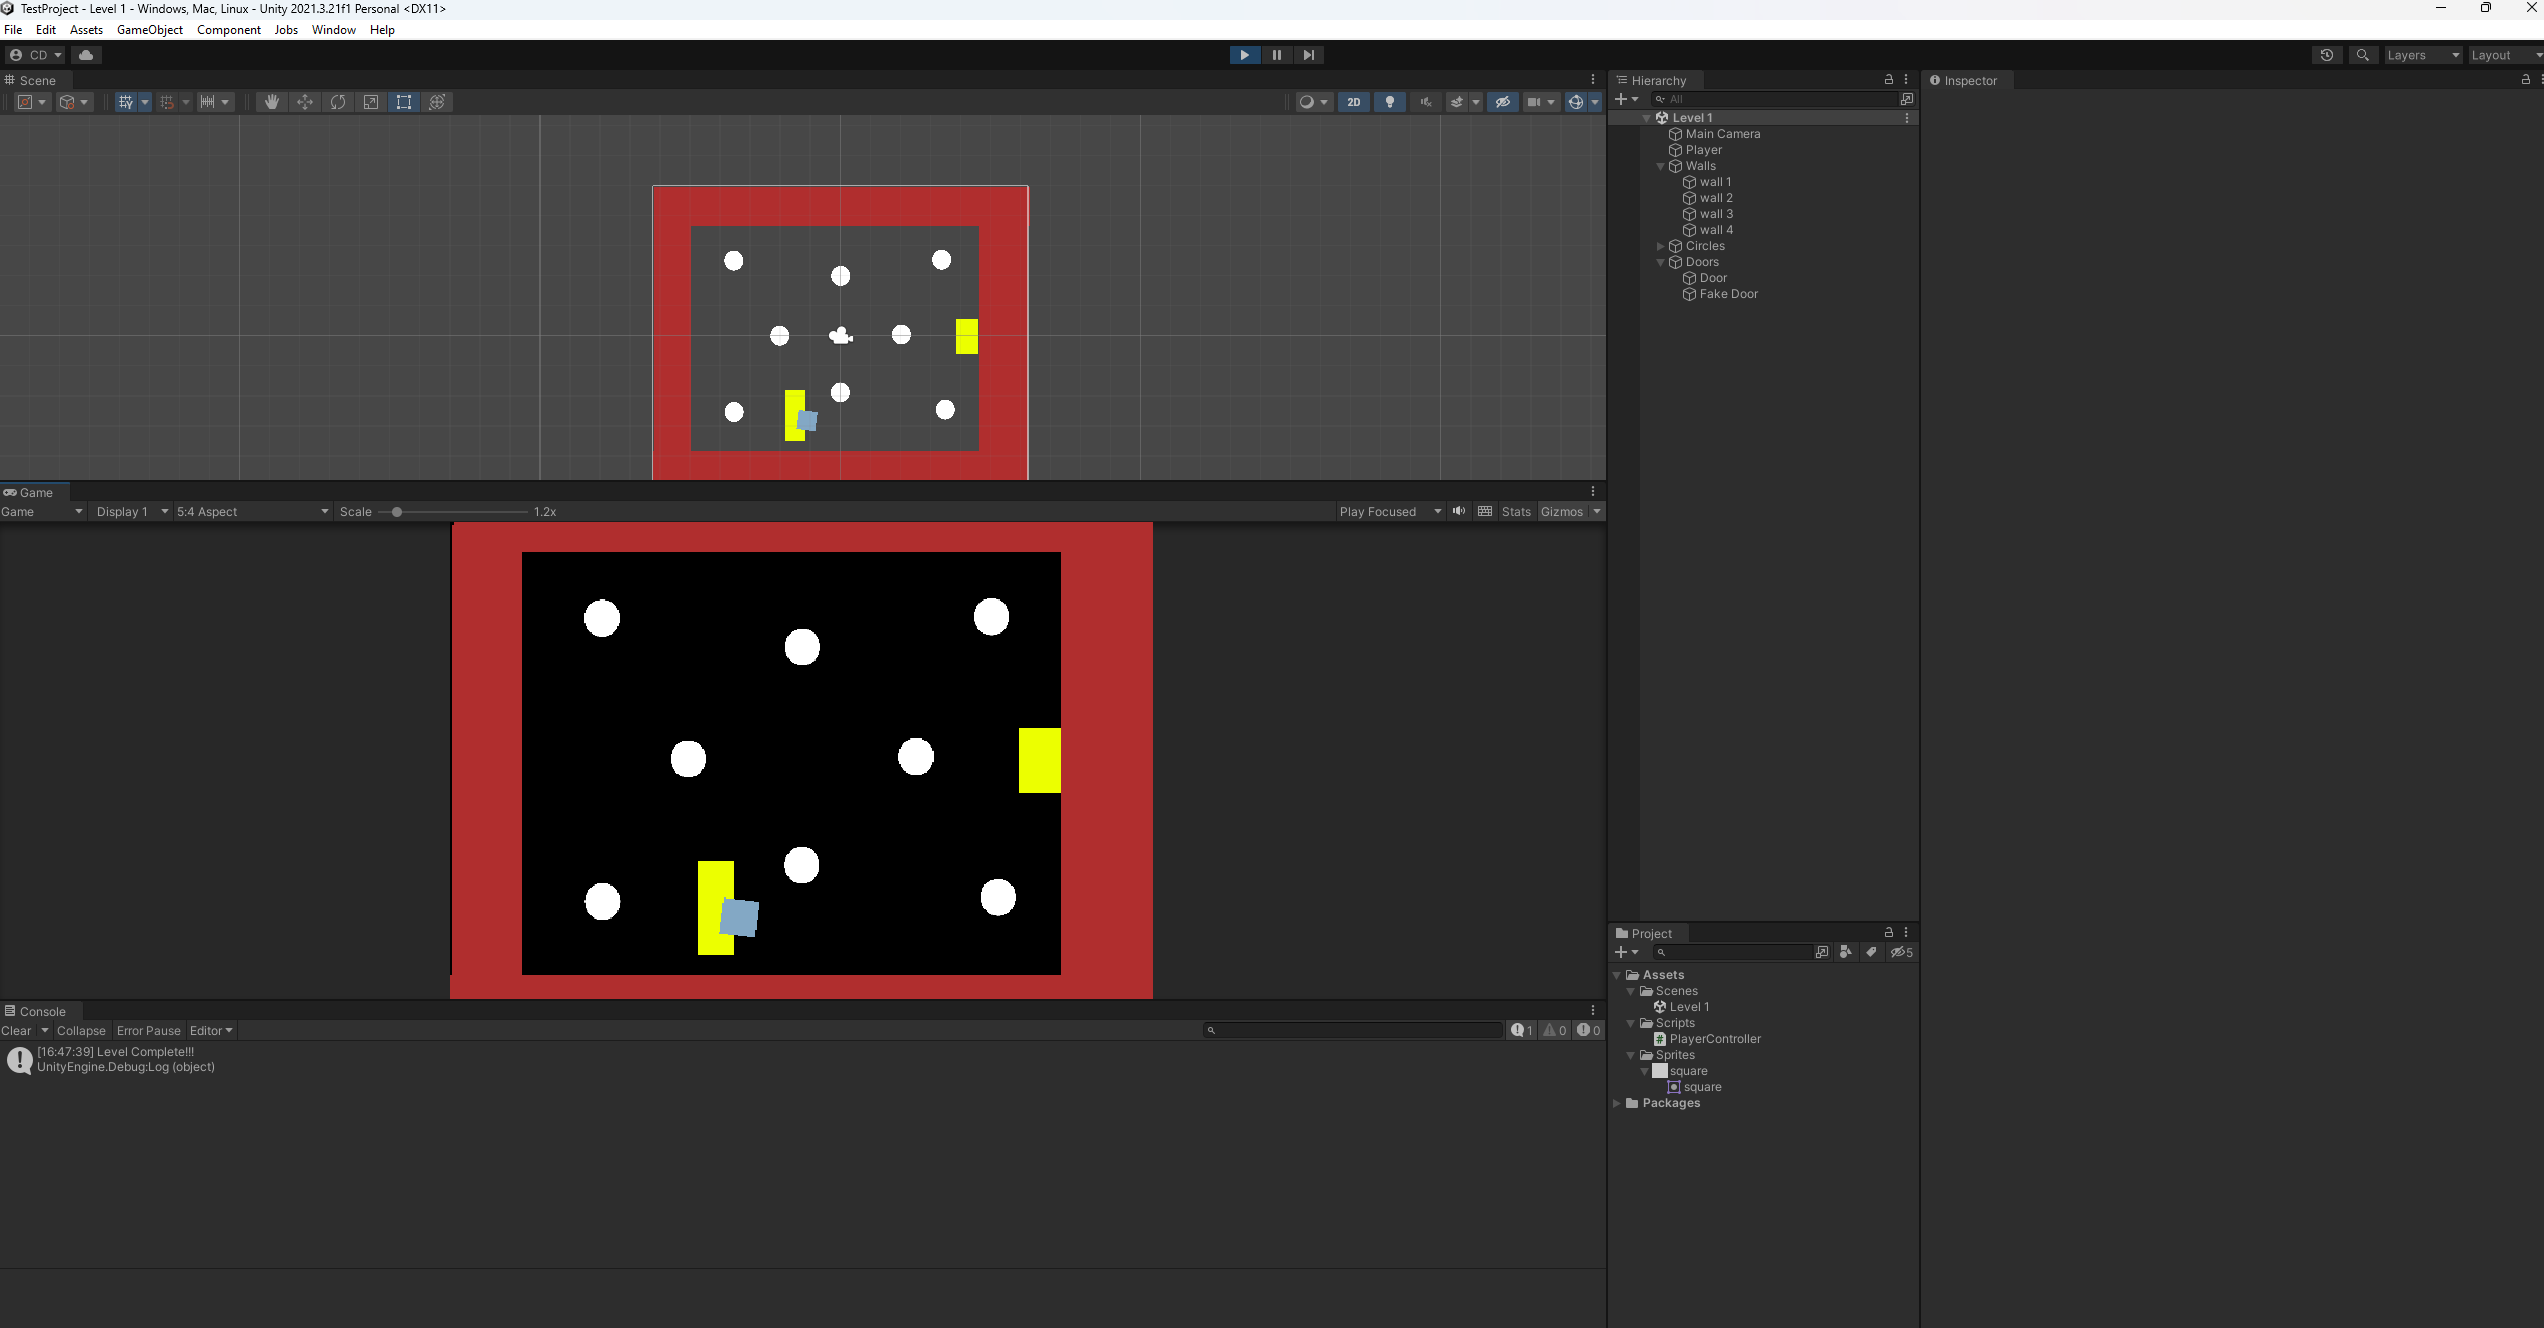 TestProject - Level 1 - Windows, Mac, Linux - Unity 2021.3.21f1 Personal <DX11>
File Edit Assets GameObject Component Jobs Window Help
CD Layers Layout
Scene
2D
Hierarchy
All
Level 1
Main Camera
Player
Walls
wall 1
wall 2
wall 3
wall 4
Circles
Doors
Door
Fake Door
Inspector
Game
Game Display 1 5:4 Aspect Scale 1.2x Play Focused Stats Gizmos
Console
Clear Collapse Error Pause Editor 1 0 0
[16:47:39] Level Complete!!!
UnityEngine.Debug:Log (object)
Project
5
Assets
Scenes
Level 1
Scripts
PlayerController
Sprites
square
square
Packages